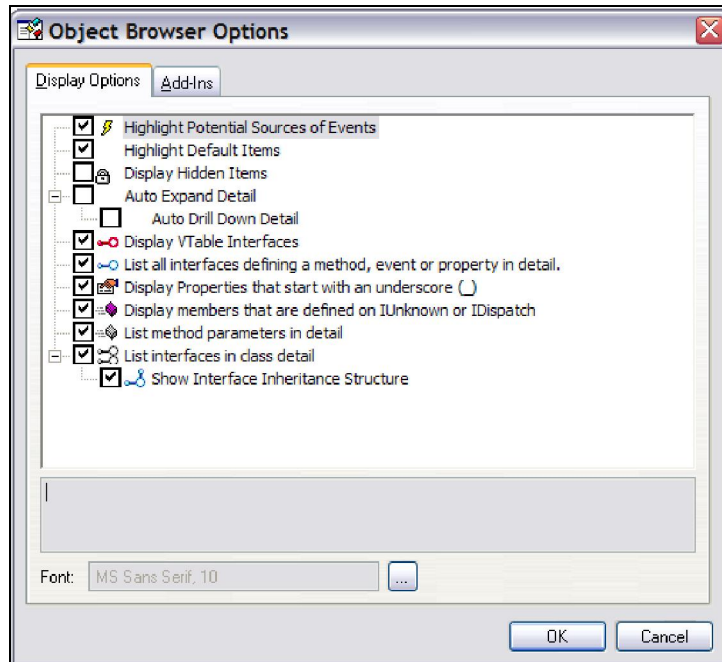 Object Browser Options
Display Options Add-Ins
Highlight Potential Sources of Events
Highlight Default Items
Display Hidden Items
Auto Expand Detail
Auto Drill Down Detail
Display VTable Interfaces
List all interfaces defining a method, event or property in detail.
Display Properties that start with an underscore (_)
Display members that are defined on IUnknown or IDispatch
List method parameters in detail
List interfaces in class detail
Show Interface Inheritance Structure
Font: MS Sans Serif, 10 ...
OK Cancel